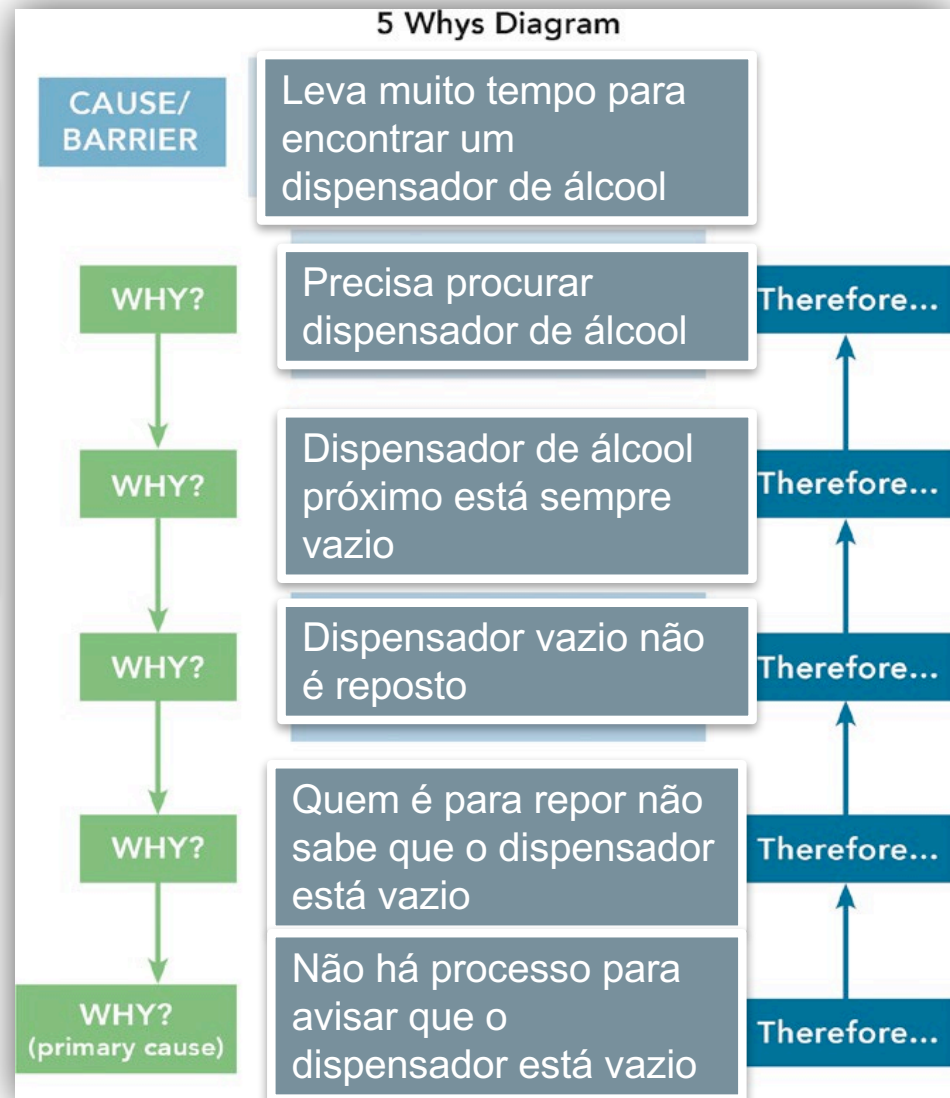 5 Whys Diagram
CAUSE/
BARRIER
Leva muito tempo para
encontrar um
dispensador de álcool
WHY?
Precisa procurar
dispensador de álcool
Therefore...
WHY?
Dispensador de álcool
próximo está sempre
vazio
Therefore...
WHY?
Dispensador vazio não
é reposto
Therefore...
WHY?
Quem é para repor não
sabe que o dispensador
está vazio
Therefore...
WHY?
(primary cause)
Não há processo para
avisar que o
dispensador está vazio
Therefore...